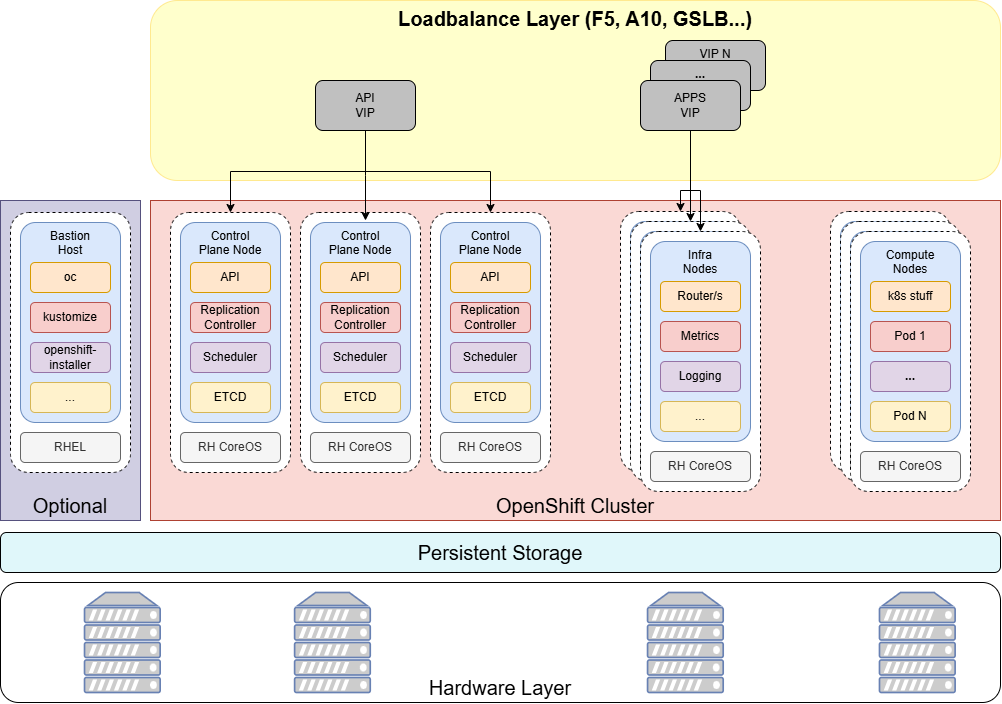 Loadbalance Layer (F5, A10, GSLB...)
VIP N
...
API
VIP
APPS
VIP
Bastion
Host
oc
kustomize
openshift-
installer
...
RHEL
Optional
Control
Plane Node
API
Replication
Controller
Scheduler
ETCD
RH CoreOS
Control
Plane Node
API
Replication
Controller
Scheduler
ETCD
RH CoreOS
Control
Plane Node
API
Replication
Controller
Scheduler
ETCD
RH CoreOS
Infra
Nodes
Router/s
Metrics
Logging
...
RH CoreOS
Compute
Nodes
k8s stuff
Pod 1
...
Pod N
RH CoreOS
OpenShift Cluster
Persistent Storage
Hardware Layer